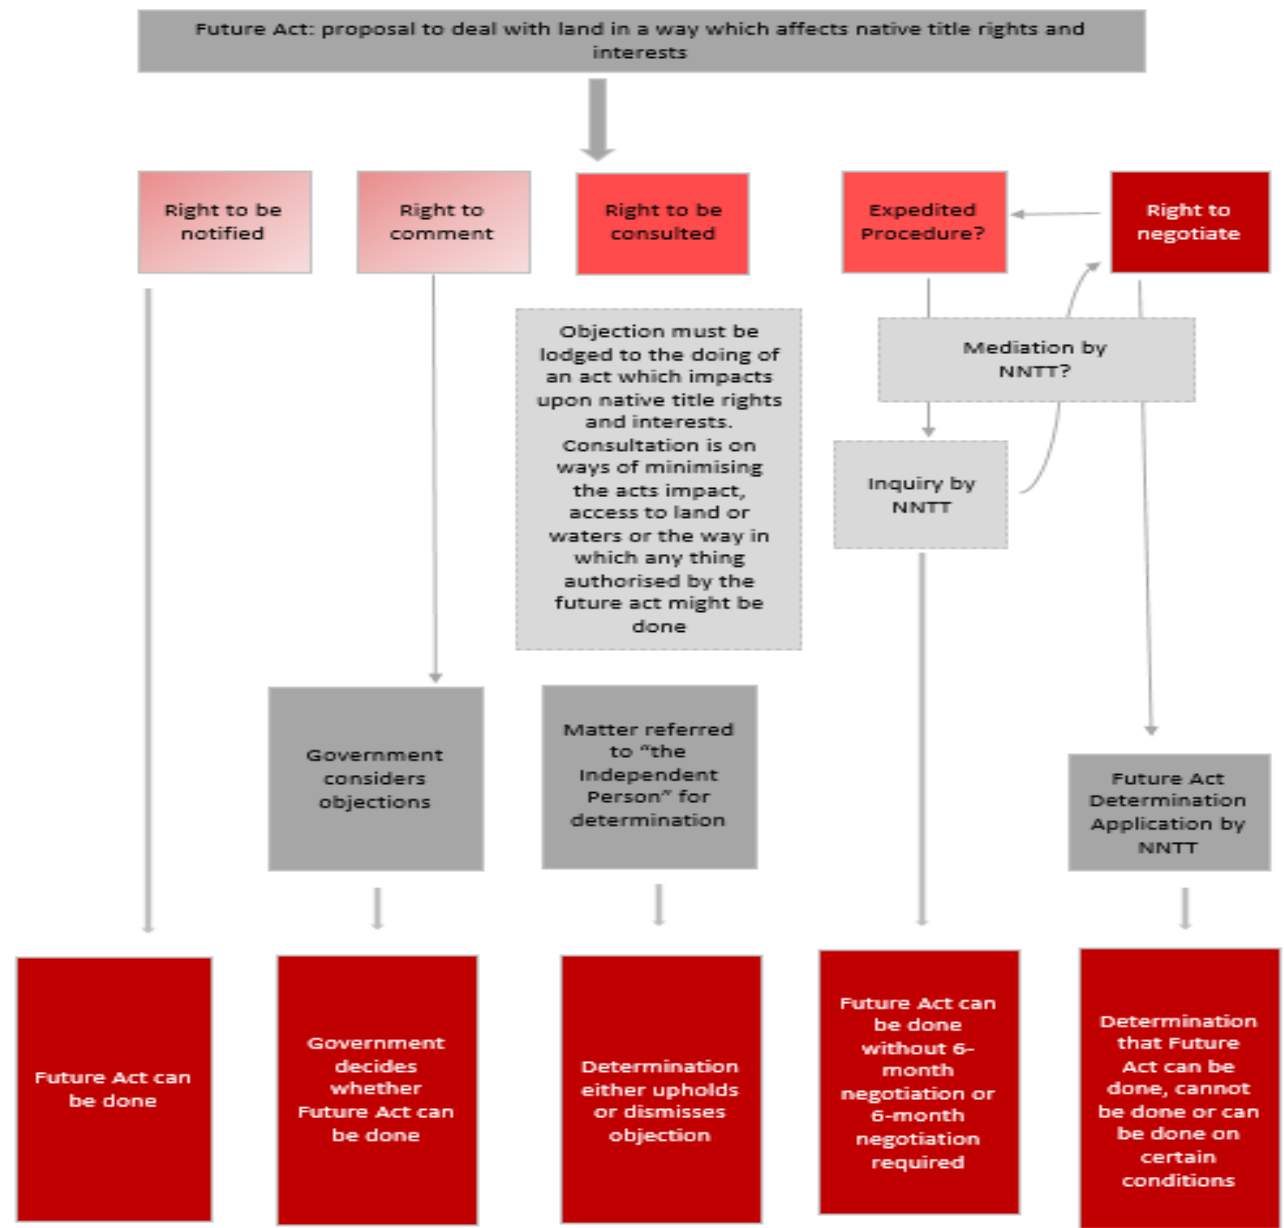 Future Act: proposal to deal with land in a way which affects native title rights and
interests
Right to be
notified
Right to
comment
Right to be
consulted
Expedited
Procedure?
Right to
negotiate
Objection must be
lodged to the doing of
an act which impacts
upon native title rights
and interests.
Consultation is on
ways of minimising
the acts impact,
access to land or
waters or the way in
which any thing
authorised by the
future act might be
done
Mediation by
NNTT?
Inquiry by
NNTT
Government
considers
objections
Matter referred
to “the
Independent
Person” for
determination
Future Act
Determination
Application by
NNTT
Future Act can
be done
Government
decides
whether
Future Act can
be done
Determination
either upholds
or dismisses
objection
Future Act can
be done
without 6-
month
negotiation or
6-month
negotiation
required
Determination
that Future
Act can be
done, cannot
be done or can
be done on
certain
conditions